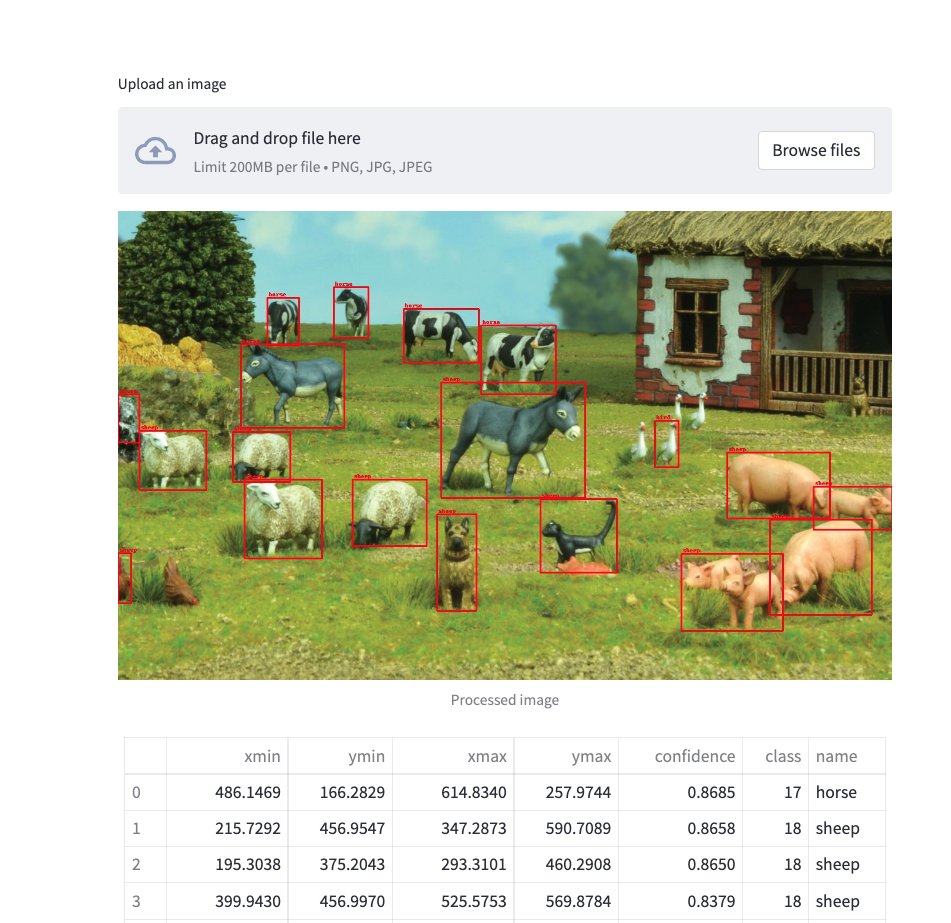 Upload an image
Drag and drop file here
Limit 200MB per file • PNG, JPG, JPEG
Browse files
horse
horse
horse
horse
sheep
sheep
bird
sheep
sheep
sheep
sheep
sheep
sheep
sheep
Processed image
xmin ymin xmax ymax confidence class name
0 486.1469 166.2829 614.8340 257.9744 0.8685 17 horse
1 215.7292 456.9547 347.2873 590.7089 0.8658 18 sheep
2 195.3038 375.2043 293.3101 460.2908 0.8650 18 sheep
3 399.9430 456.9970 525.5753 569.8784 0.8379 18 sheep